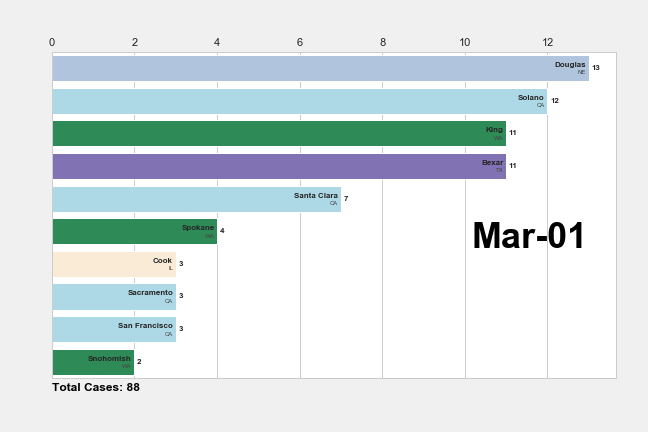 0 2 4 6 8 10 12
Douglas 13
NE
Solano 12
CA
King 11
WA
Bexar 11
TX
Santa Clara 7
CA
Spokane 4
WA
Mar-01
Cook 3
IL
Sacramento 3
CA
San Francisco 3
CA
Snohomish 2
WA
Total Cases: 88